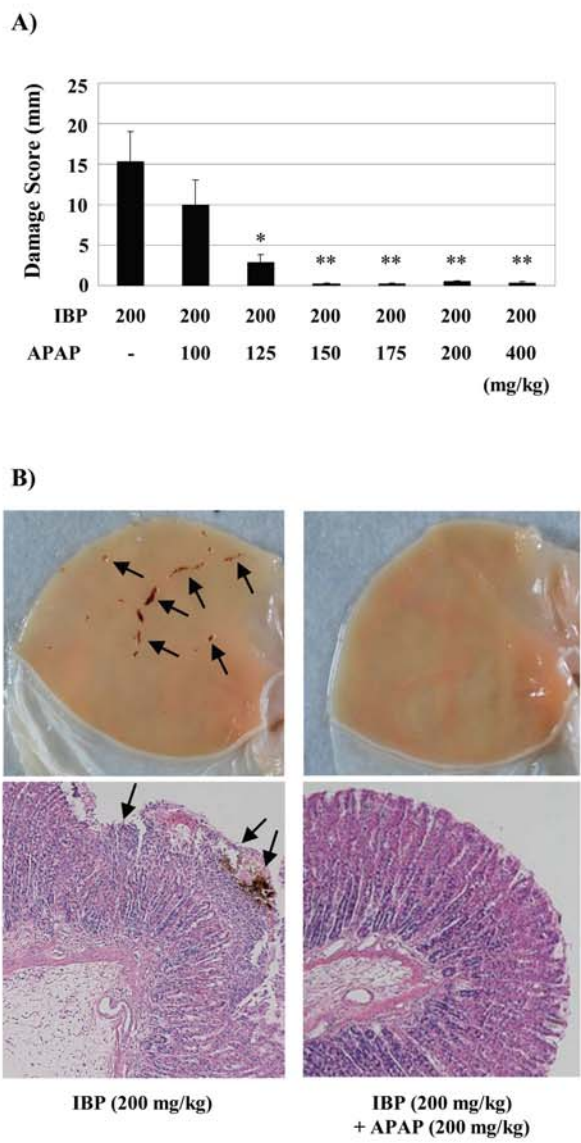 A)
Damage Score (mm)
25
20
15
10
5
0
* ** ** ** **
IBP 200 200 200 200 200 200 200
APAP - 100 125 150 175 200 400
(mg/kg)
B)
IBP (200 mg/kg)
IBP (200 mg/kg)
+ APAP (200 mg/kg)